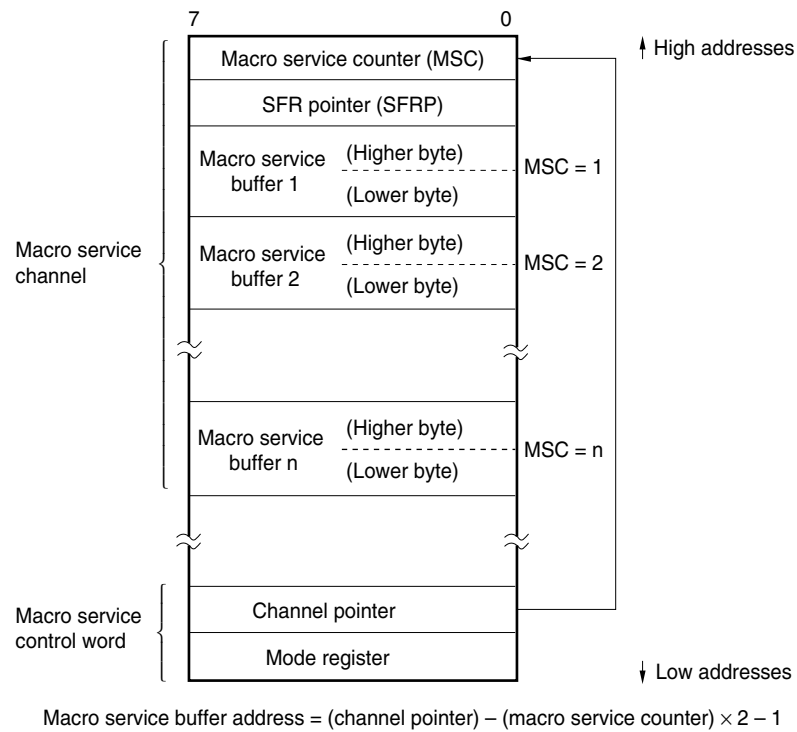 7 0
Macro service counter (MSC)
High addresses
SFR pointer (SFRP)
Macro service
buffer 1
(Higher byte)
(Lower byte)
MSC = 1
Macro service
channel
Macro service
buffer 2
(Higher byte)
(Lower byte)
MSC = 2
Macro service
buffer n
(Higher byte)
(Lower byte)
MSC = n
Macro service
control word
Channel pointer
Mode register
Low addresses
Macro service buffer address = (channel pointer) – (macro service counter) × 2 – 1